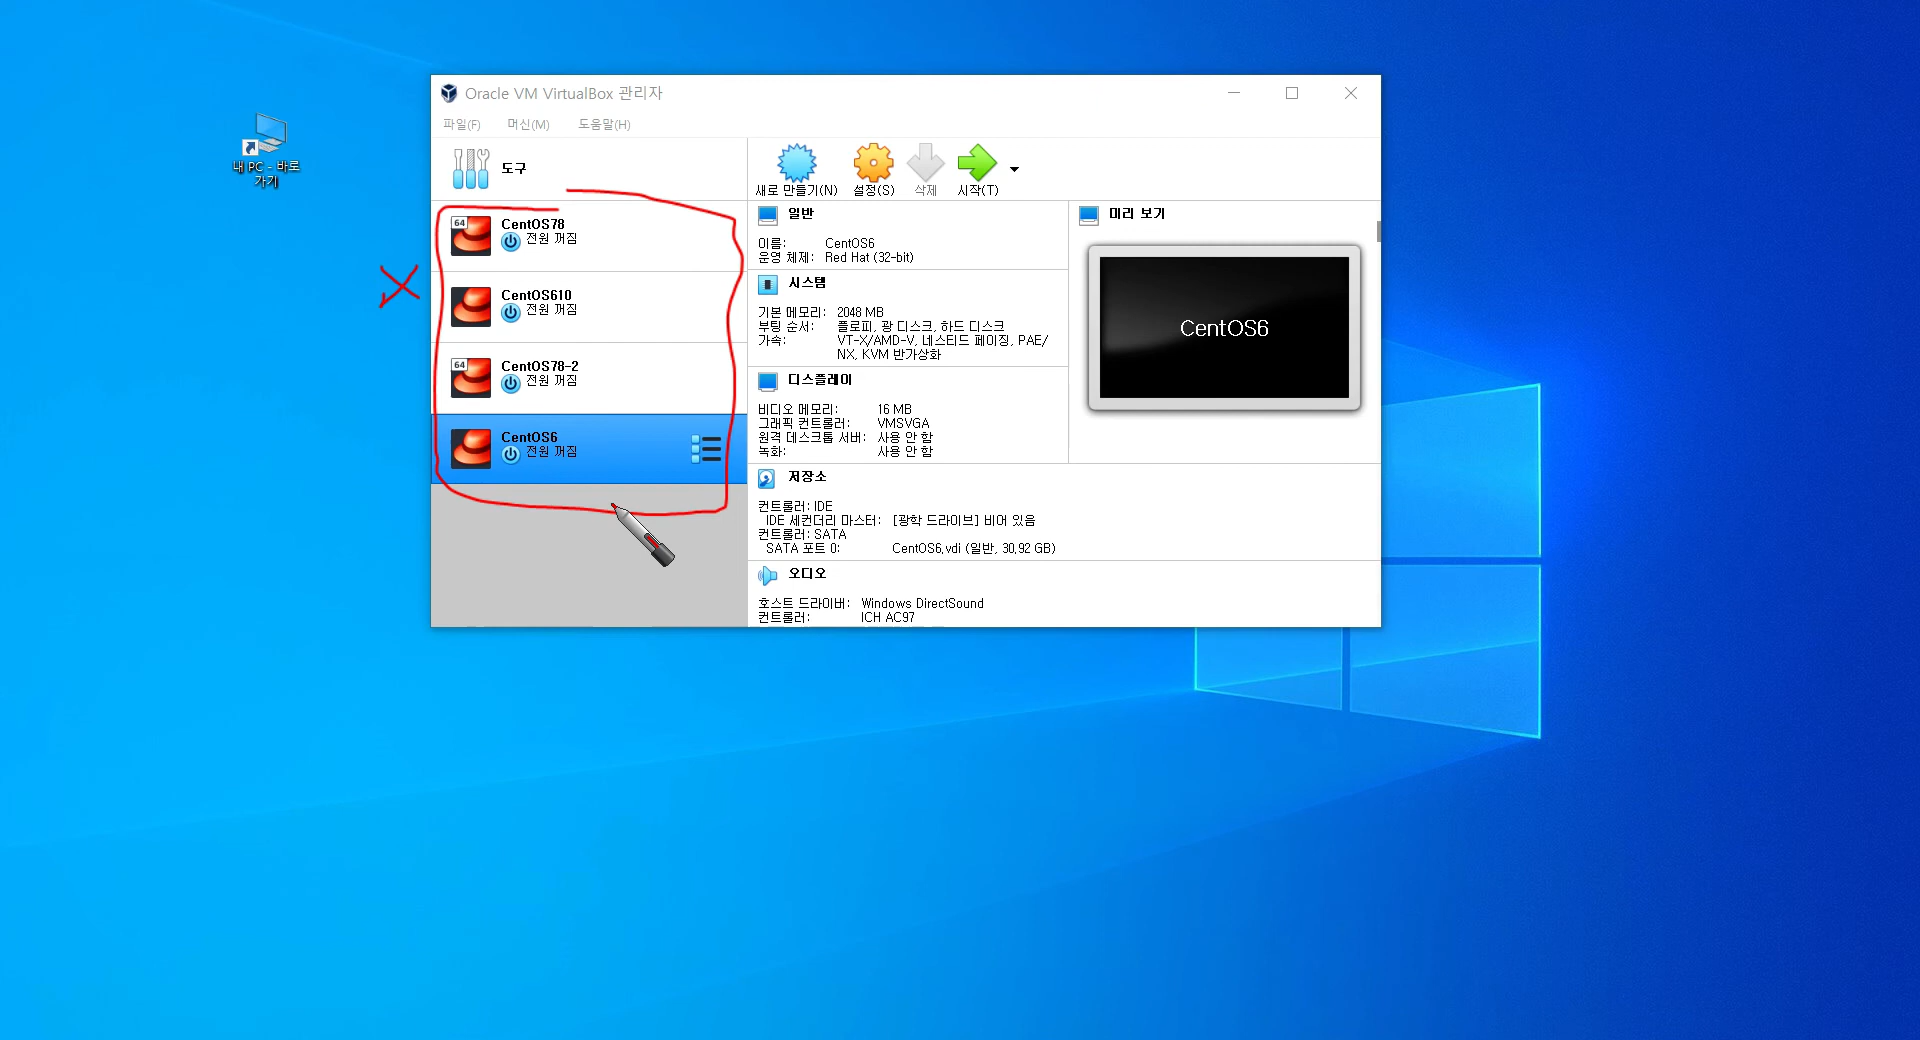 내 PC - 바로
가기
Oracle VM VirtualBox 관리자
파일(F) 머신(M) 도움말(H)
도구
새로 만들기(N) 설정(S) 삭제 시작(T)
64
CentOS78
전원 꺼짐
CentOS610
전원 꺼짐
64
CentOS78-2
전원 꺼짐
CentOS6
전원 꺼짐
일반
이름: CentOS6
운영 체제: Red Hat (32-bit)
시스템
기본 메모리: 2048 MB
부팅 순서: 플로피, 광 디스크, 하드 디스크
가속: VT-X/AMD-V, 네스티드 페이징, PAE/
NX, KVM 반가상화
디스플레이
비디오 메모리: 16 MB
그래픽 컨트롤러: VMSVGA
원격 데스크톱 서버: 사용 안 함
녹화: 사용 안 함
저장소
컨트롤러: IDE
IDE 세컨더리 마스터: [광학 드라이브] 비어 있음
컨트롤러: SATA
SATA 포트 0: CentOS6.vdi (일반, 30.92 GB)
오디오
호스트 드라이버: Windows DirectSound
컨트롤러: ICH AC97
미리 보기
CentOS6